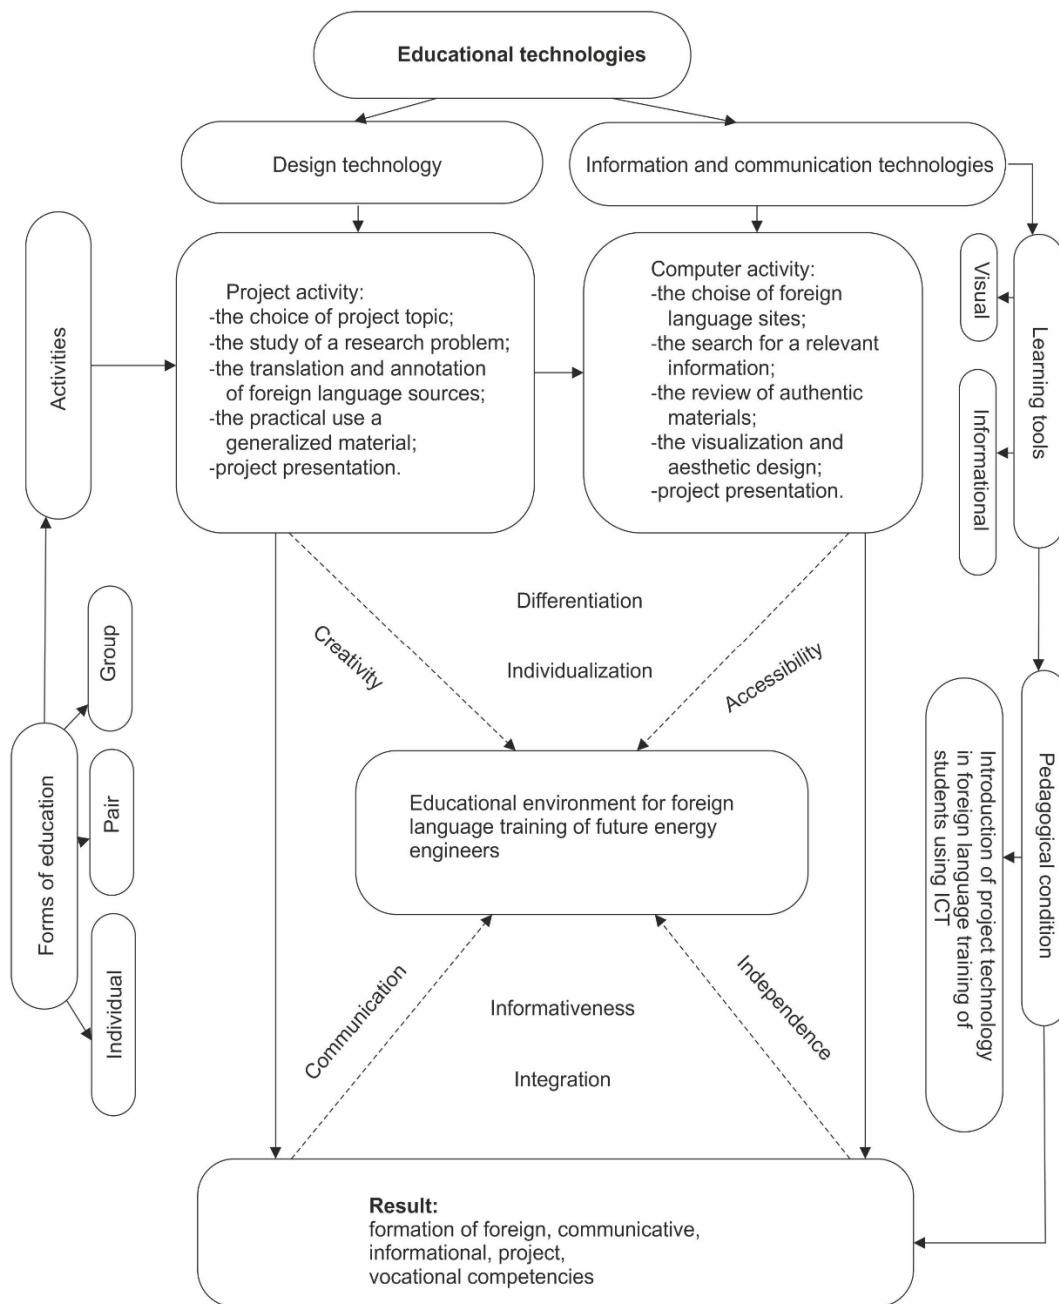 Educational technologies
Design technology
Information and communication technologies
Activities
Project activity:
-the choice of project topic;
-the study of a research problem;
-the translation and annotation
of foreign language sources;
-the practical use a
generalized material;
-project presentation.
Computer activity:
-the choise of foreign
language sites;
-the search for a relevant
information;
-the review of authentic
materials;
-the visualization and
aesthetic design;
-project presentation.
Visual
Informational
Learning tools
Differentiation
Creativity
Individualization
Accessibility
Forms of education
Group
Pair
Individual
Educational environment for foreign
language training of future energy
engineers
Pedagogical condition
Introduction of project technology
in foreign language training of
students using ICT
Communication
Informativeness
Independence
Integration
Result:
formation of foreign, communicative,
informational, project,
vocational competencies